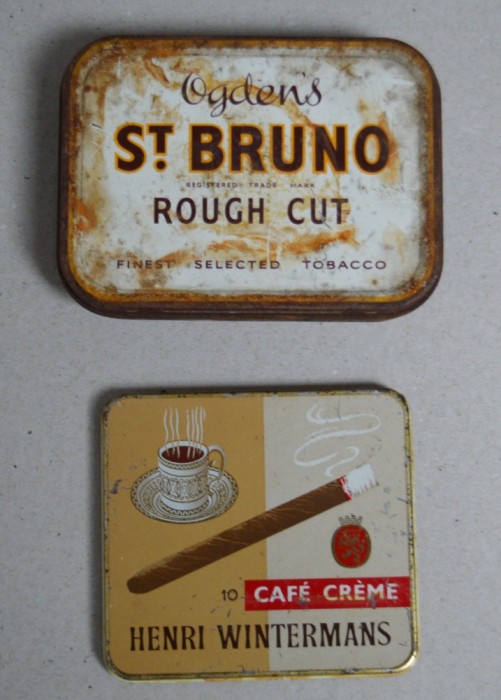 Ogden's
ST BRUNO
REGISTERED TRADE MARK
ROUGH CUT
FINEST SELECTED TOBACCO
10 CAFÉ CRÈME
HENRI WINTERMANS